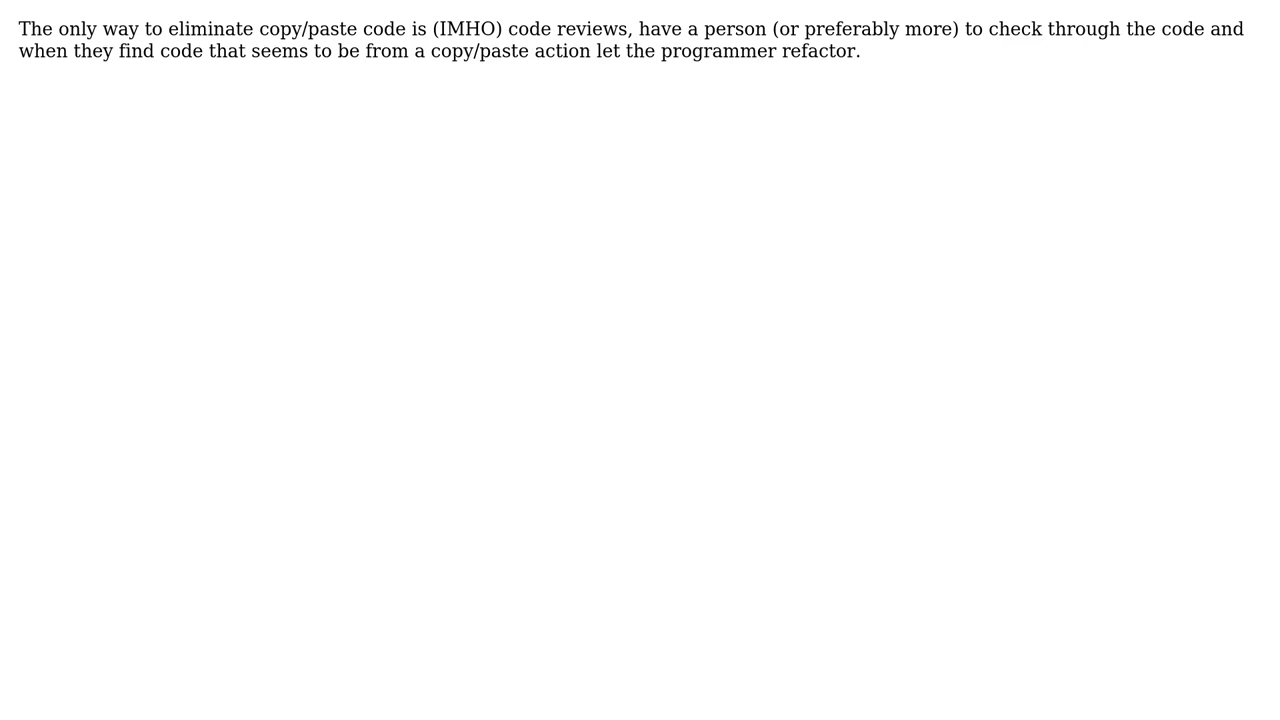 The only way to eliminate copy/paste code is (IMHO) code reviews, have a person (or preferably more) to check through the code and
when they find code that seems to be from a copy/paste action let the programmer refactor.